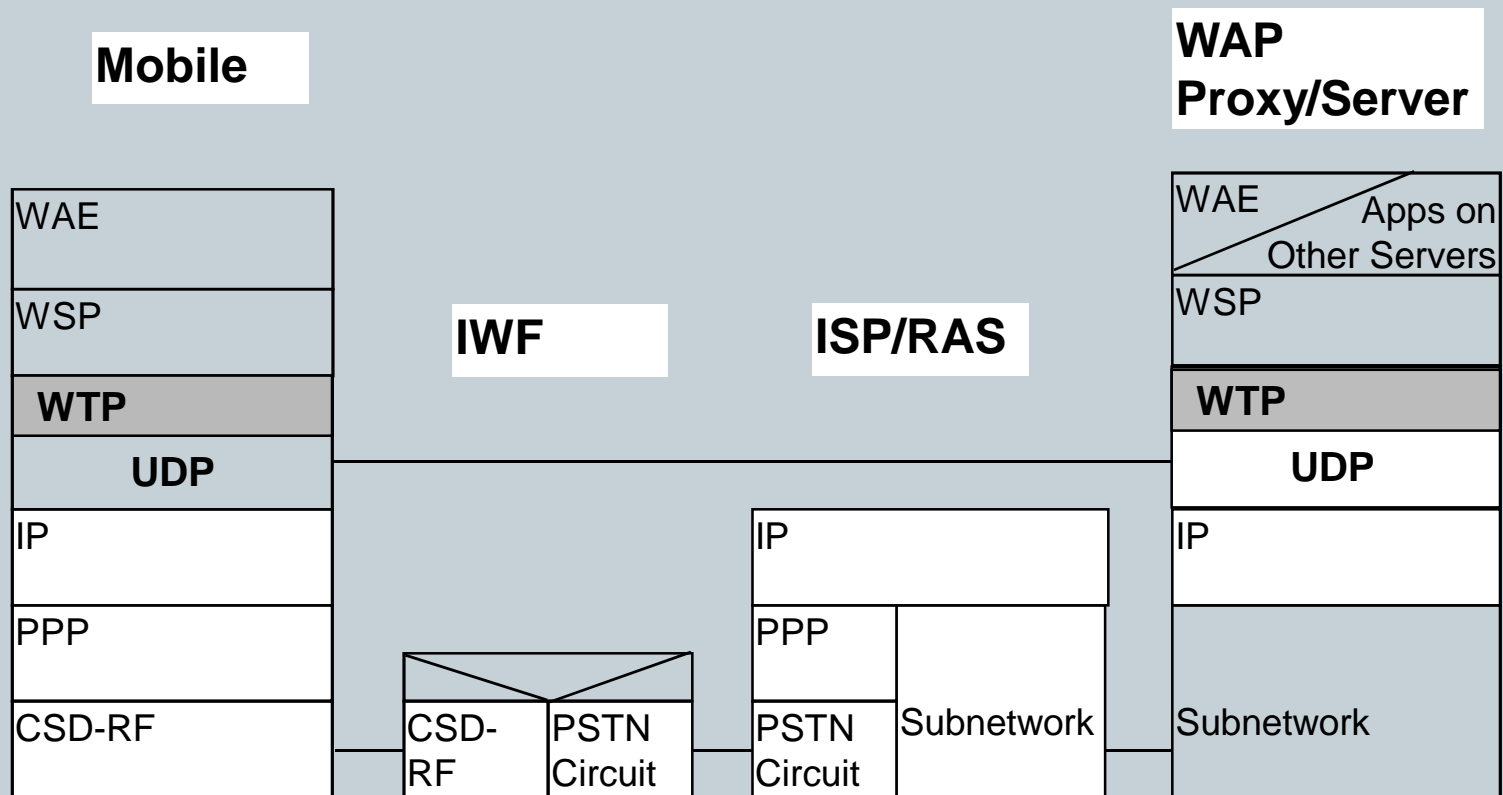 Mobile
WAP
Proxy/Server
WAE
WSP
WTP
UDP
IP
PPP
CSD-RF
IWF
CSD-
RF
PSTN
Circuit
ISP/RAS
IP
PPP
PSTN
Circuit
Subnetwork
WAE
Apps on
Other Servers
WSP
WTP
UDP
IP
Subnetwork